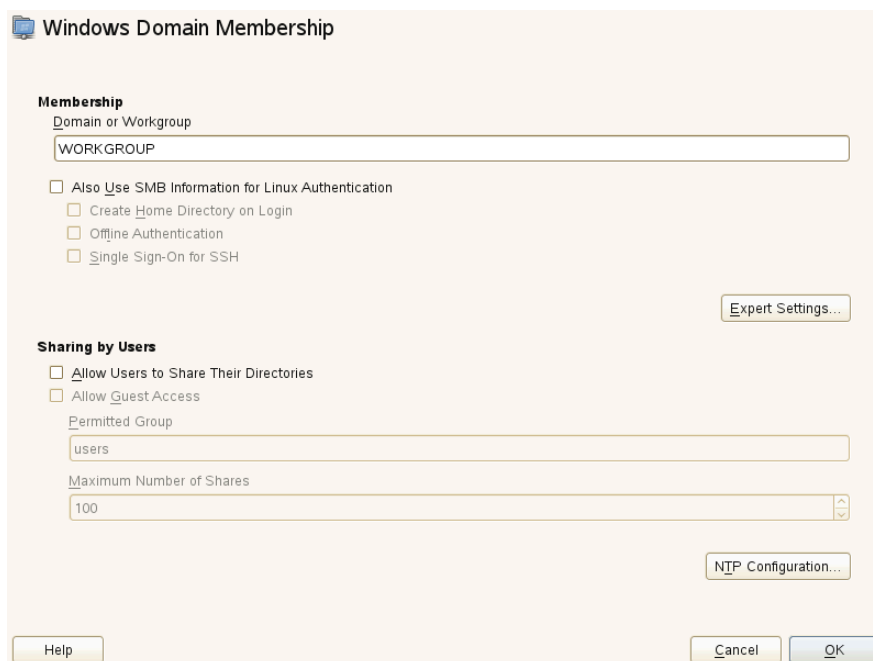 Windows Domain Membership
Membership
Domain or Workgroup
WORKGROUP
Also Use SMB Information for Linux Authentication
Create Home Directory on Login
Offline Authentication
Single Sign-On for SSH
Expert Settings...
Sharing by Users
Allow Users to Share Their Directories
Allow Guest Access
Permitted Group
users
Maximum Number of Shares
100
NTP Configuration...
Help
Cancel
OK